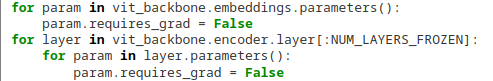 for param in vit_backbone.embeddings.parameters():
    param.requires_grad = False
for layer in vit_backbone.encoder.layer[:NUM_LAYERS_FROZEN]:
    for param in layer.parameters():
        param.requires_grad = False